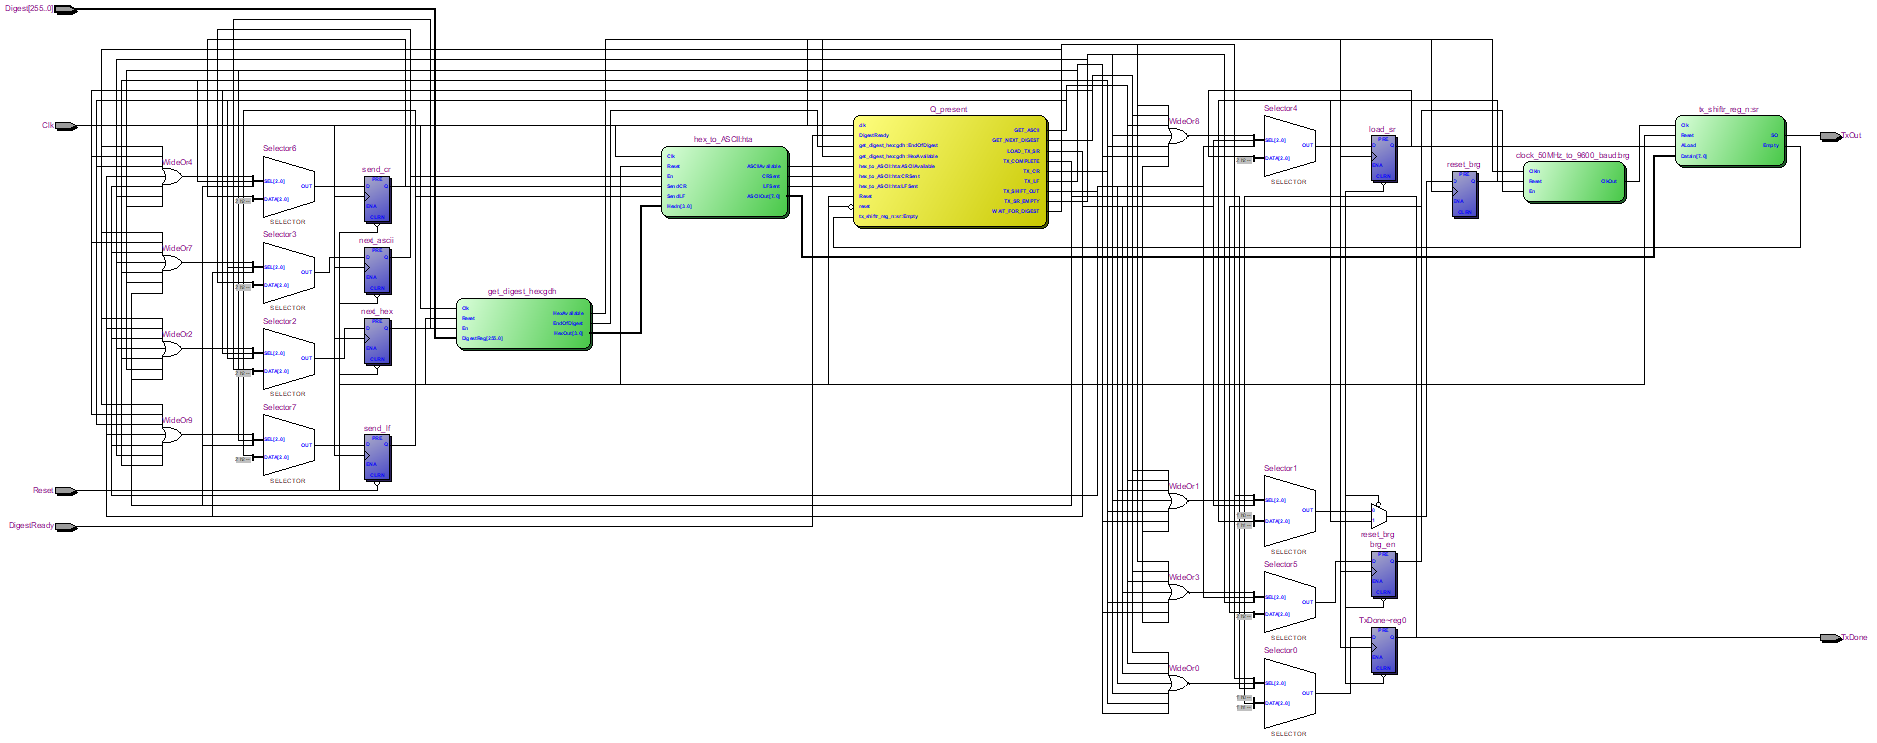 Digest[255..0]
Clk
Reset
DigestReady
WideOr4
WideOr7
WideOr2
WideOr9
Selector6
SEL[2..0]
OUT
DATA[2..0]
SELECTOR
Selector3
SEL[2..0]
OUT
DATA[2..0]
SELECTOR
Selector2
SEL[2..0]
OUT
DATA[2..0]
SELECTOR
Selector7
SEL[2..0]
OUT
DATA[2..0]
SELECTOR
send_cr
PRE
D Q
ENA
CLRN
next_ascii
PRE
D Q
ENA
CLRN
next_hex
PRE
D Q
ENA
CLRN
send_lf
PRE
D Q
ENA
CLRN
get_digest_hex:gdh
Clk
Reset
En
DigestReg[255..0]
HexAvailable
EndOfDigest
HexOut[3..0]
hex_to_ASCII:hta
Clk
Reset
En
SendCR
SendLF
HexIn[3..0]
ASCIIAvailable
CRSent
LFSent
ASCIIOut[7..0]
Q_present
clk
DigestReady
get_digest_hex:gdh:EndOfDigest
get_digest_hex:gdh:HexAvailable
hex_to_ASCII:hta:ASCIIAvailable
hex_to_ASCII:hta:CRSent
hex_to_ASCII:hta:LFSent
Reset
reset
tx_shiftr_reg_n:sr:Empty
GET_ASCII
GET_NEXT_DIGEST
LOAD_TX_SR
TX_COMPLETE
TX_CR
TX_LF
TX_SHIFT_OUT
TX_SR_EMPTY
WAIT_FOR_DIGEST
WideOr8
WideOr1
WideOr3
WideOr0
Selector4
SEL[2..0]
OUT
DATA[2..0]
SELECTOR
Selector1
SEL[2..0]
OUT
DATA[2..0]
SELECTOR
Selector5
SEL[2..0]
OUT
DATA[2..0]
SELECTOR
Selector0
SEL[2..0]
OUT
DATA[2..0]
SELECTOR
load_sr
PRE
D Q
ENA
CLRN
reset_brg
PRE
D Q
ENA
CLRN
0
1
reset_brg
brg_en
PRE
D Q
ENA
CLRN
TxDone~reg0
PRE
D Q
ENA
CLRN
clock_50MHz_to_9600_baud:brg
ClkIn
Reset
En
ClkOut
tx_shiftr_reg_n:sr
Clk
Reset
ALoad
DataIn[7..0]
SO
Empty
TxOut
TxDone